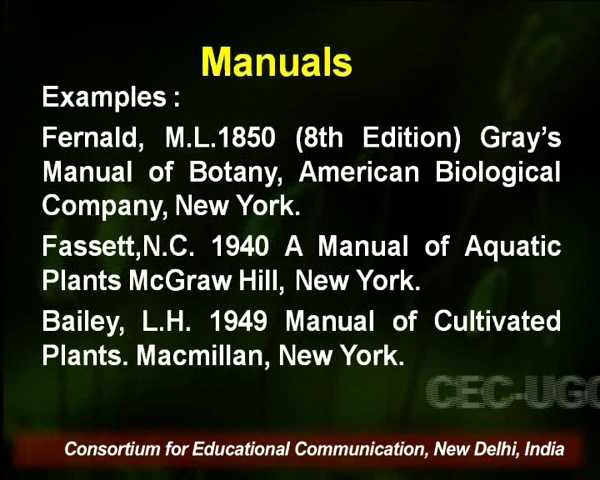 Manuals
Examples :
Fernald, M.L.1850 (8th Edition) Gray's
Manual of Botany, American Biological
Company, New York.
Fassett,N.C. 1940 A Manual of Aquatic
Plants McGraw Hill, New York.
Bailey, L.H. 1949 Manual of Cultivated
Plants. Macmillan, New York.
CEC-UGC
Consortium for Educational Communication, New Delhi, India